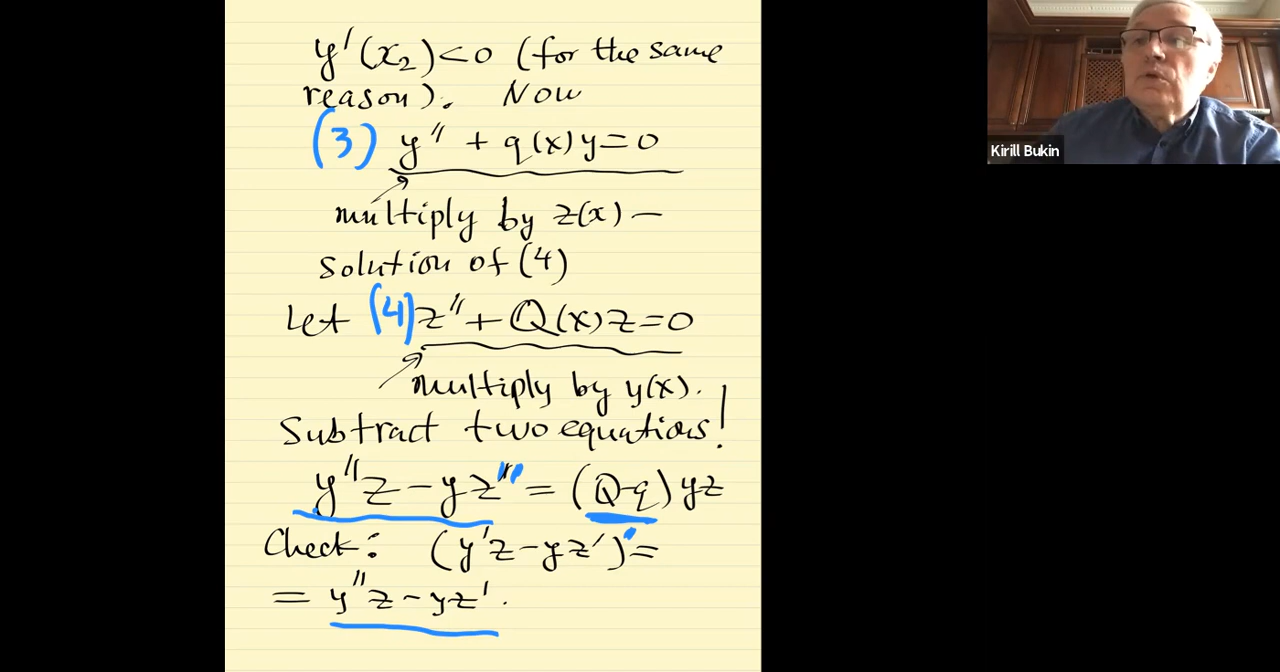 y'(x₂)<0 (for the same
reason). Now
(3) y'' + q(x)y=0
multiply by z(x) —
solution of (4)
Let (4) z''+Q(x)z=0
multiply by y(x).
Subtract two equations!
y''z - yz'' = (Q-q)yz
Check: (y'z-yz')'=
= y''z-yz'.
Kirill Bukin